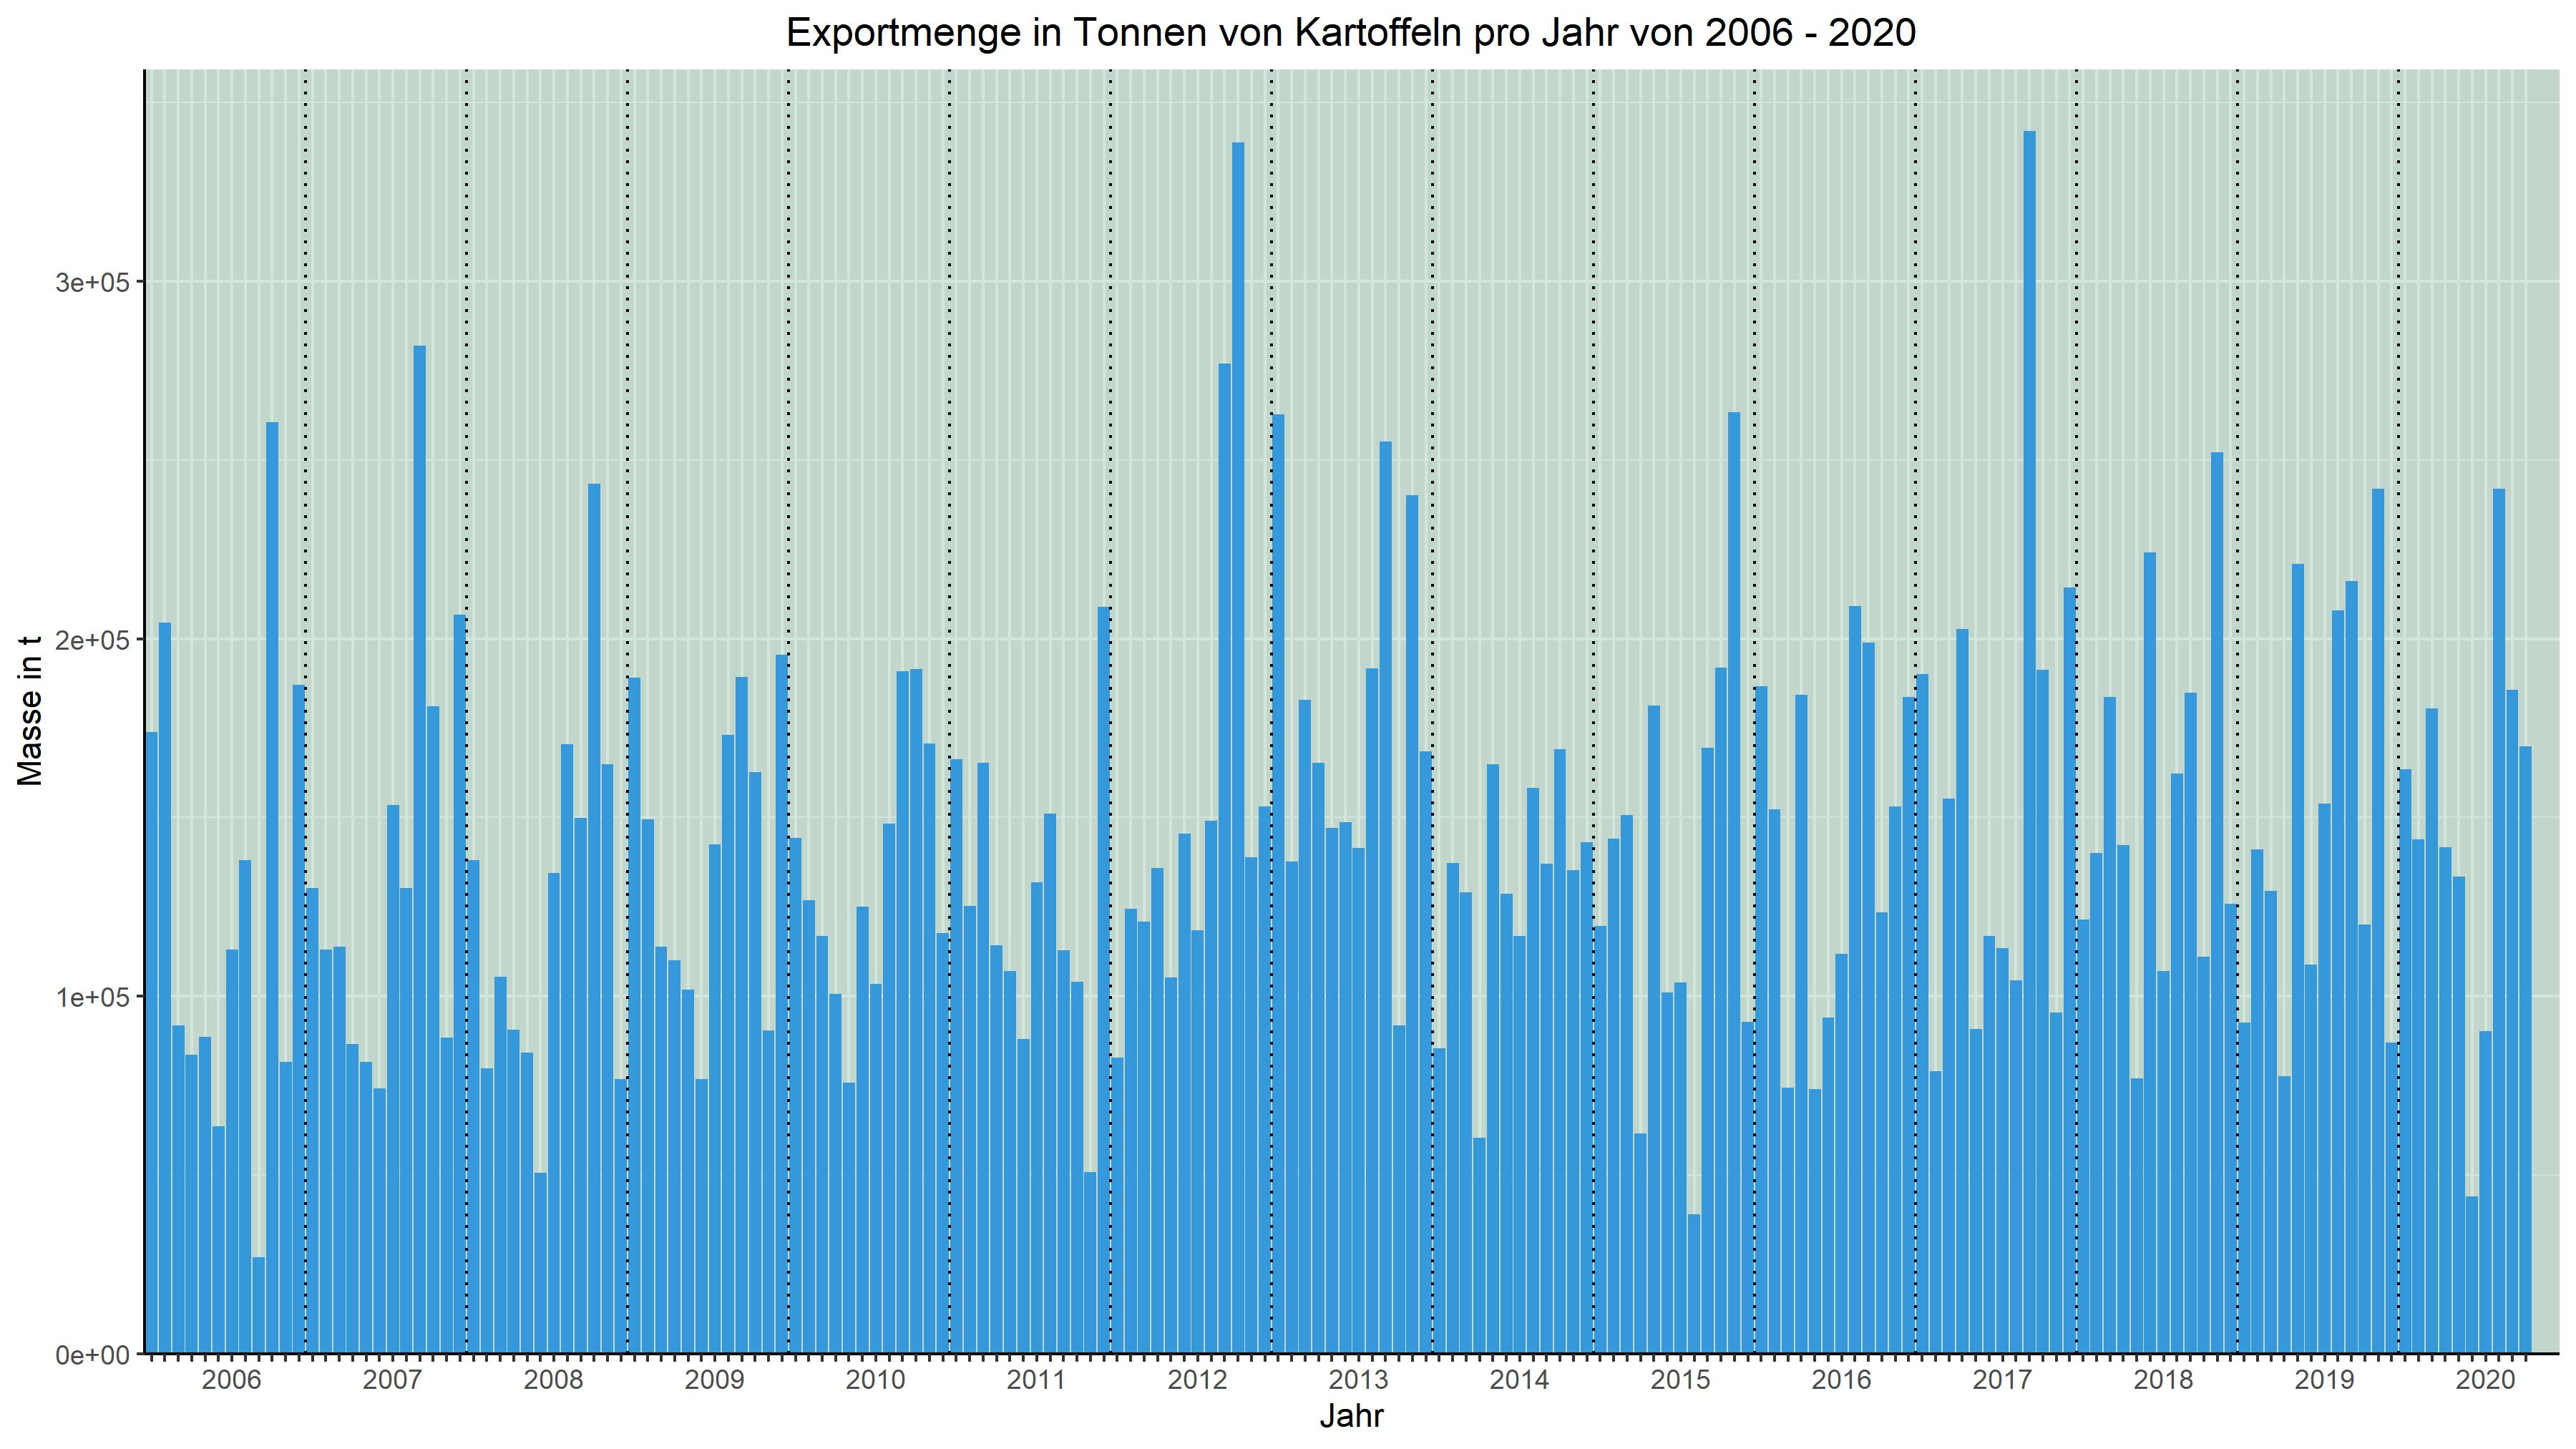 Exportmenge in Tonnen von Kartoffeln pro Jahr von 2006 - 2020
Masse in t
3e+05
2e+05
1e+05
0e+00
2006 2007 2008 2009 2010 2011 2012 2013 2014 2015 2016 2017 2018 2019 2020
Jahr